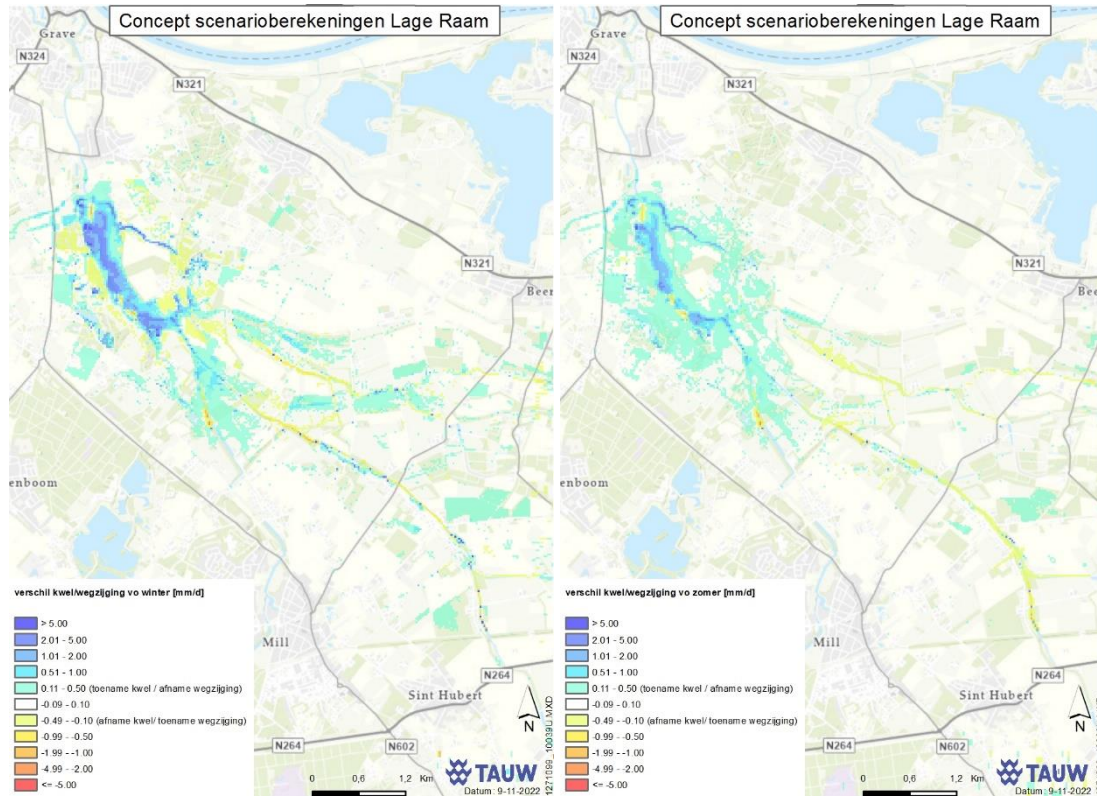 Concept scenarioberekeningen Lage Raam
Grave
N324
N321
N321
Beer
enboom
Mill
Sint Hubert
N264
N264
N602
verschil kwel/wegzijging vo winter [mm/d]
> 5.00
2.01 - 5.00
1.01 - 2.00
0.51 - 1.00
0.11 - 0.50 (toename kwel / afname wegzijging)
-0.09 - 0.10
-0.49 - -0.10 (afname kwel/ toename wegzijging)
-0.99 - -0.50
-1.99 - -1.00
-4.99 - -2.00
<= -5.00
0 0,6 1,2 Km
N
TAUW
Datum: 9-11-2022
Concept scenarioberekeningen Lage Raam
Grave
N324
N321
N321
Beer
enboom
Mill
Sint Hubert
N264
N264
N602
verschil kwel/wegzijging vo zomer [mm/d]
> 5.00
2.01 - 5.00
1.01 - 2.00
0.51 - 1.00
0.11 - 0.50 (toename kwel / afname wegzijging)
-0.09 - 0.10
-0.49 - -0.10 (afname kwel/ toename wegzijging)
-0.99 - -0.50
-1.99 - -1.00
-4.99 - -2.00
<= -5.00
0 0,6 1,2 Km
N
TAUW
Datum: 9-11-2022